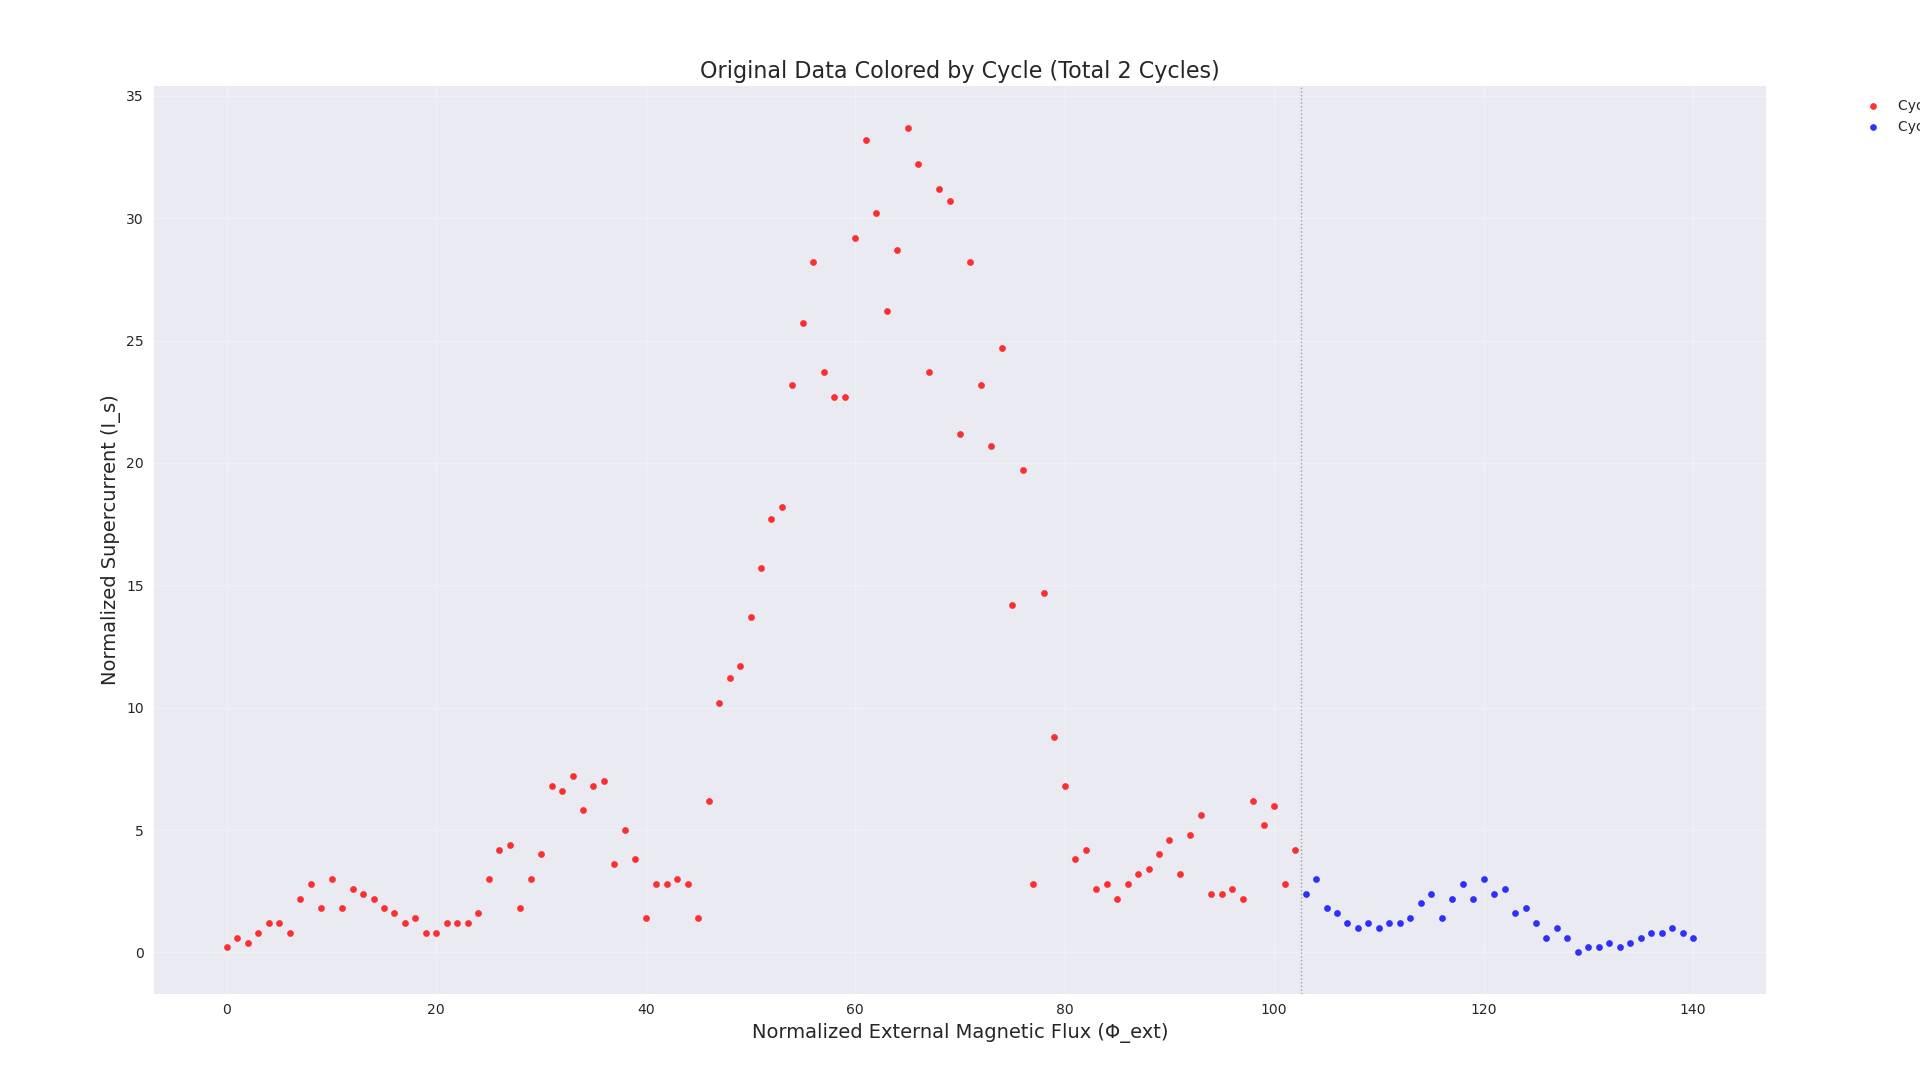 Original Data Colored by Cycle (Total 2 Cycles)
Cyc
Cyc
Normalized Supercurrent (I_s)
35
30
25
20
15
10
5
0
0 20 40 60 80 100 120 140
Normalized External Magnetic Flux (Φ_ext)